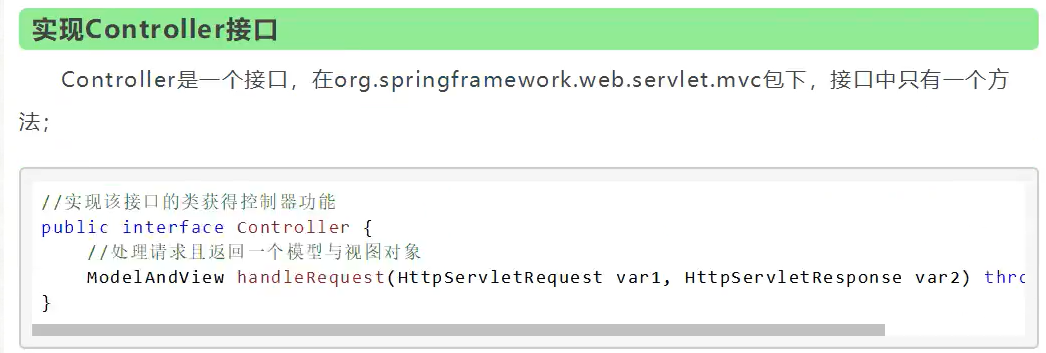 实现Controller接口
Controller是一个接口，在org.springframework.web.servlet.mvc包下，接口中只有一个方
法；
//实现该接口的类获得控制器功能
public interface Controller {
    //处理请求且返回一个模型与视图对象
    ModelAndView handleRequest(HttpServletRequest var1, HttpServletResponse var2) thro
}